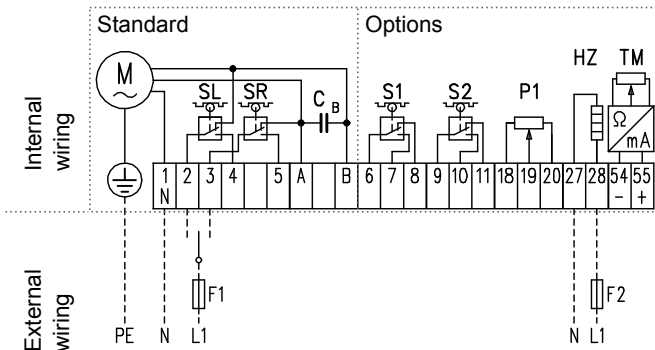 Standard
Options
Internal
wiring
M
~
SL
SR
C B
S1
S2
P1
HZ
TM
Ω
mA
1 2 3 4 5 A B 6 7 8 9 10 11 18 19 20 27 28 54 55
N
− +
External
wiring
F1
F2
PE N L1 N L1